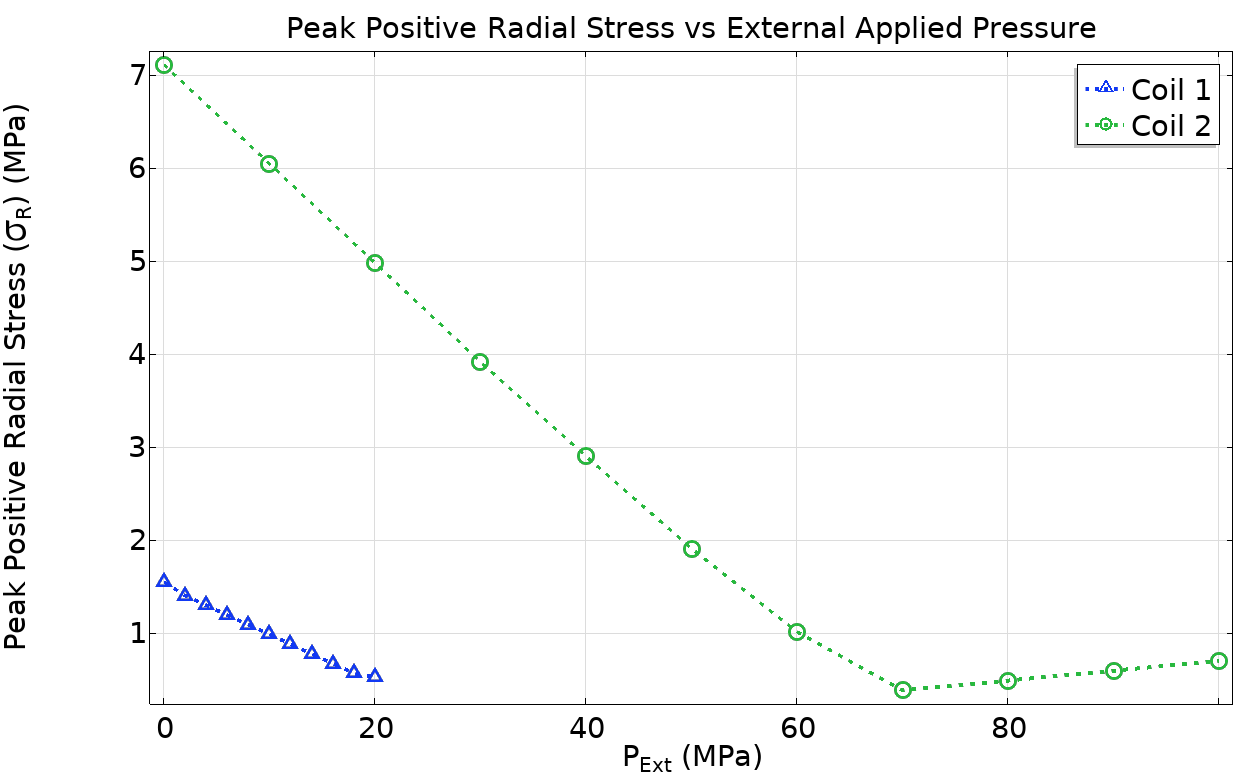 Peak Positive Radial Stress vs External Applied Pressure
Peak Positive Radial Stress (σR) (MPa)
7
6
5
4
3
2
1
Coil 1
Coil 2
0 20 40 60 80
PExt (MPa)